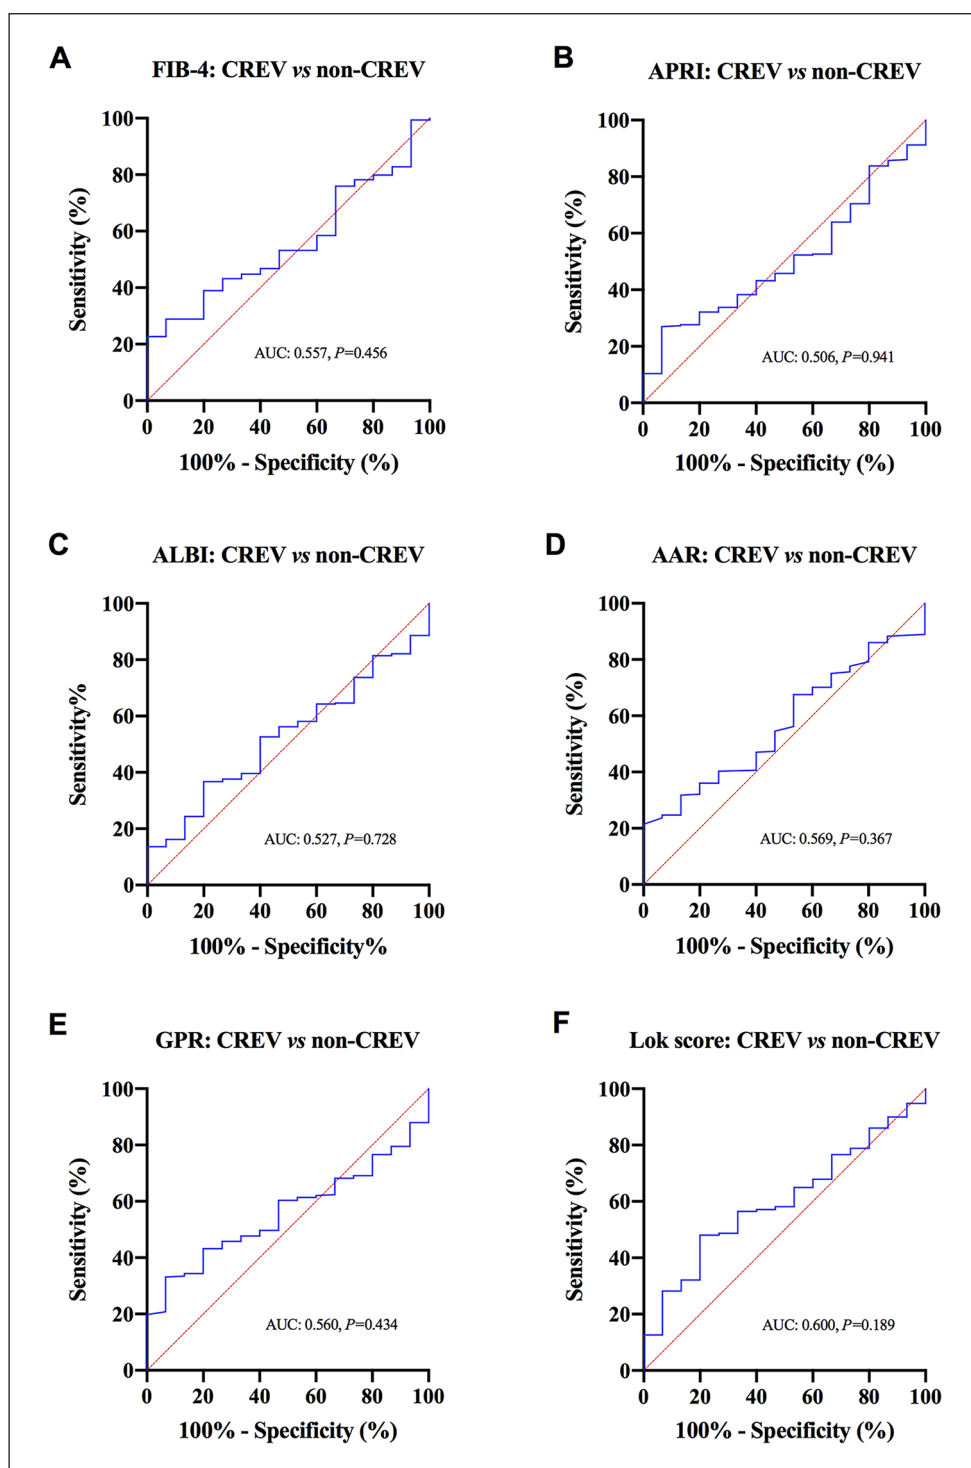 A
FIB-4: CREV vs non-CREV
Sensitivity (%)
100
80
60
40
20
0
AUC: 0.557, P=0.456
0 20 40 60 80 100
100% - Specificity (%)
B
APRI: CREV vs non-CREV
Sensitivity (%)
100
80
60
40
20
0
AUC: 0.506, P=0.941
0 20 40 60 80 100
100% - Specificity (%)
C
ALBI: CREV vs non-CREV
Sensitivity%
100
80
60
40
20
0
AUC: 0.527, P=0.728
0 20 40 60 80 100
100% - Specificity%
D
AAR: CREV vs non-CREV
Sensitivity (%)
100
80
60
40
20
0
AUC: 0.569, P=0.367
0 20 40 60 80 100
100% - Specificity (%)
E
GPR: CREV vs non-CREV
Sensitivity (%)
100
80
60
40
20
0
AUC: 0.560, P=0.434
0 20 40 60 80 100
100% - Specificity (%)
F
Lok score: CREV vs non-CREV
Sensitivity (%)
100
80
60
40
20
0
AUC: 0.600, P=0.189
0 20 40 60 80 100
100% - Specificity (%)